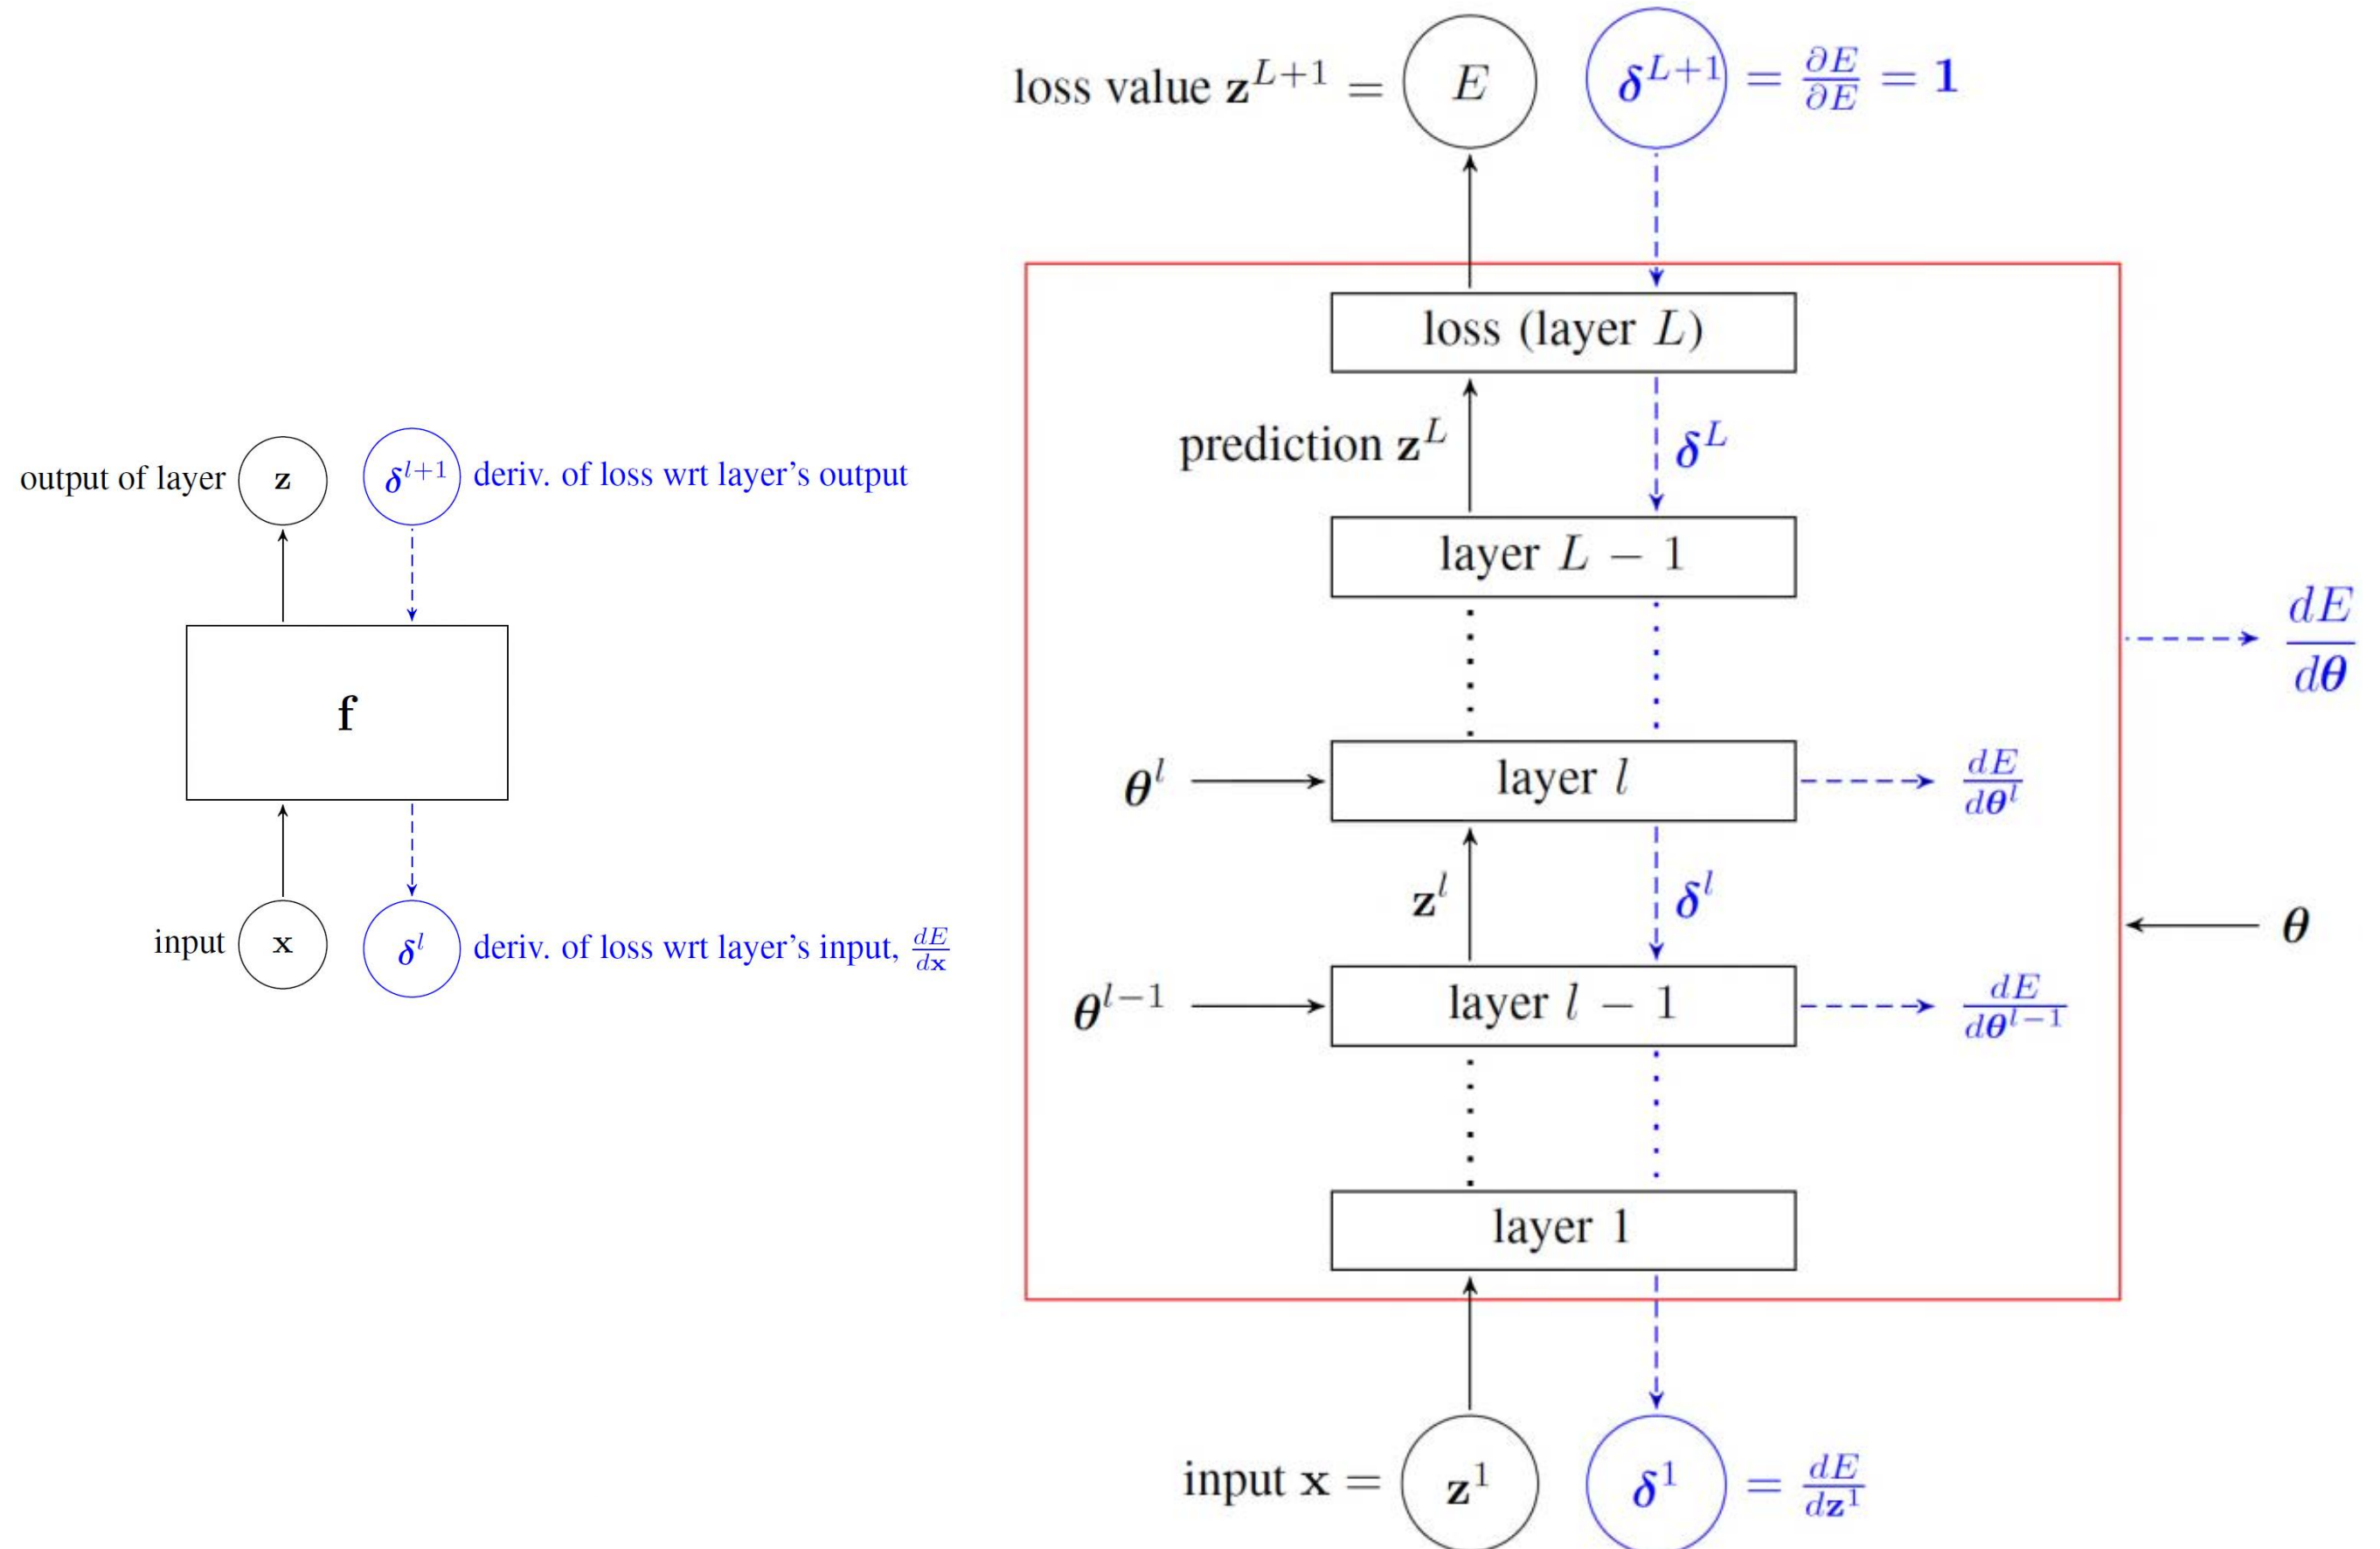 output of layer z δ^{l+1} deriv. of loss wrt layer's output
f
input x δ^l deriv. of loss wrt layer's input, dE/dx
loss value z^{L+1} = E δ^{L+1} = ∂E/∂E = 1
loss (layer L)
prediction z^L δ^L
layer L − 1
dE/dθ
θ^l layer l dE/dθ^l
z^l δ^l
θ
θ^{l−1} layer l − 1 dE/dθ^{l−1}
layer 1
input x = z^1 δ^1 = dE/dz^1